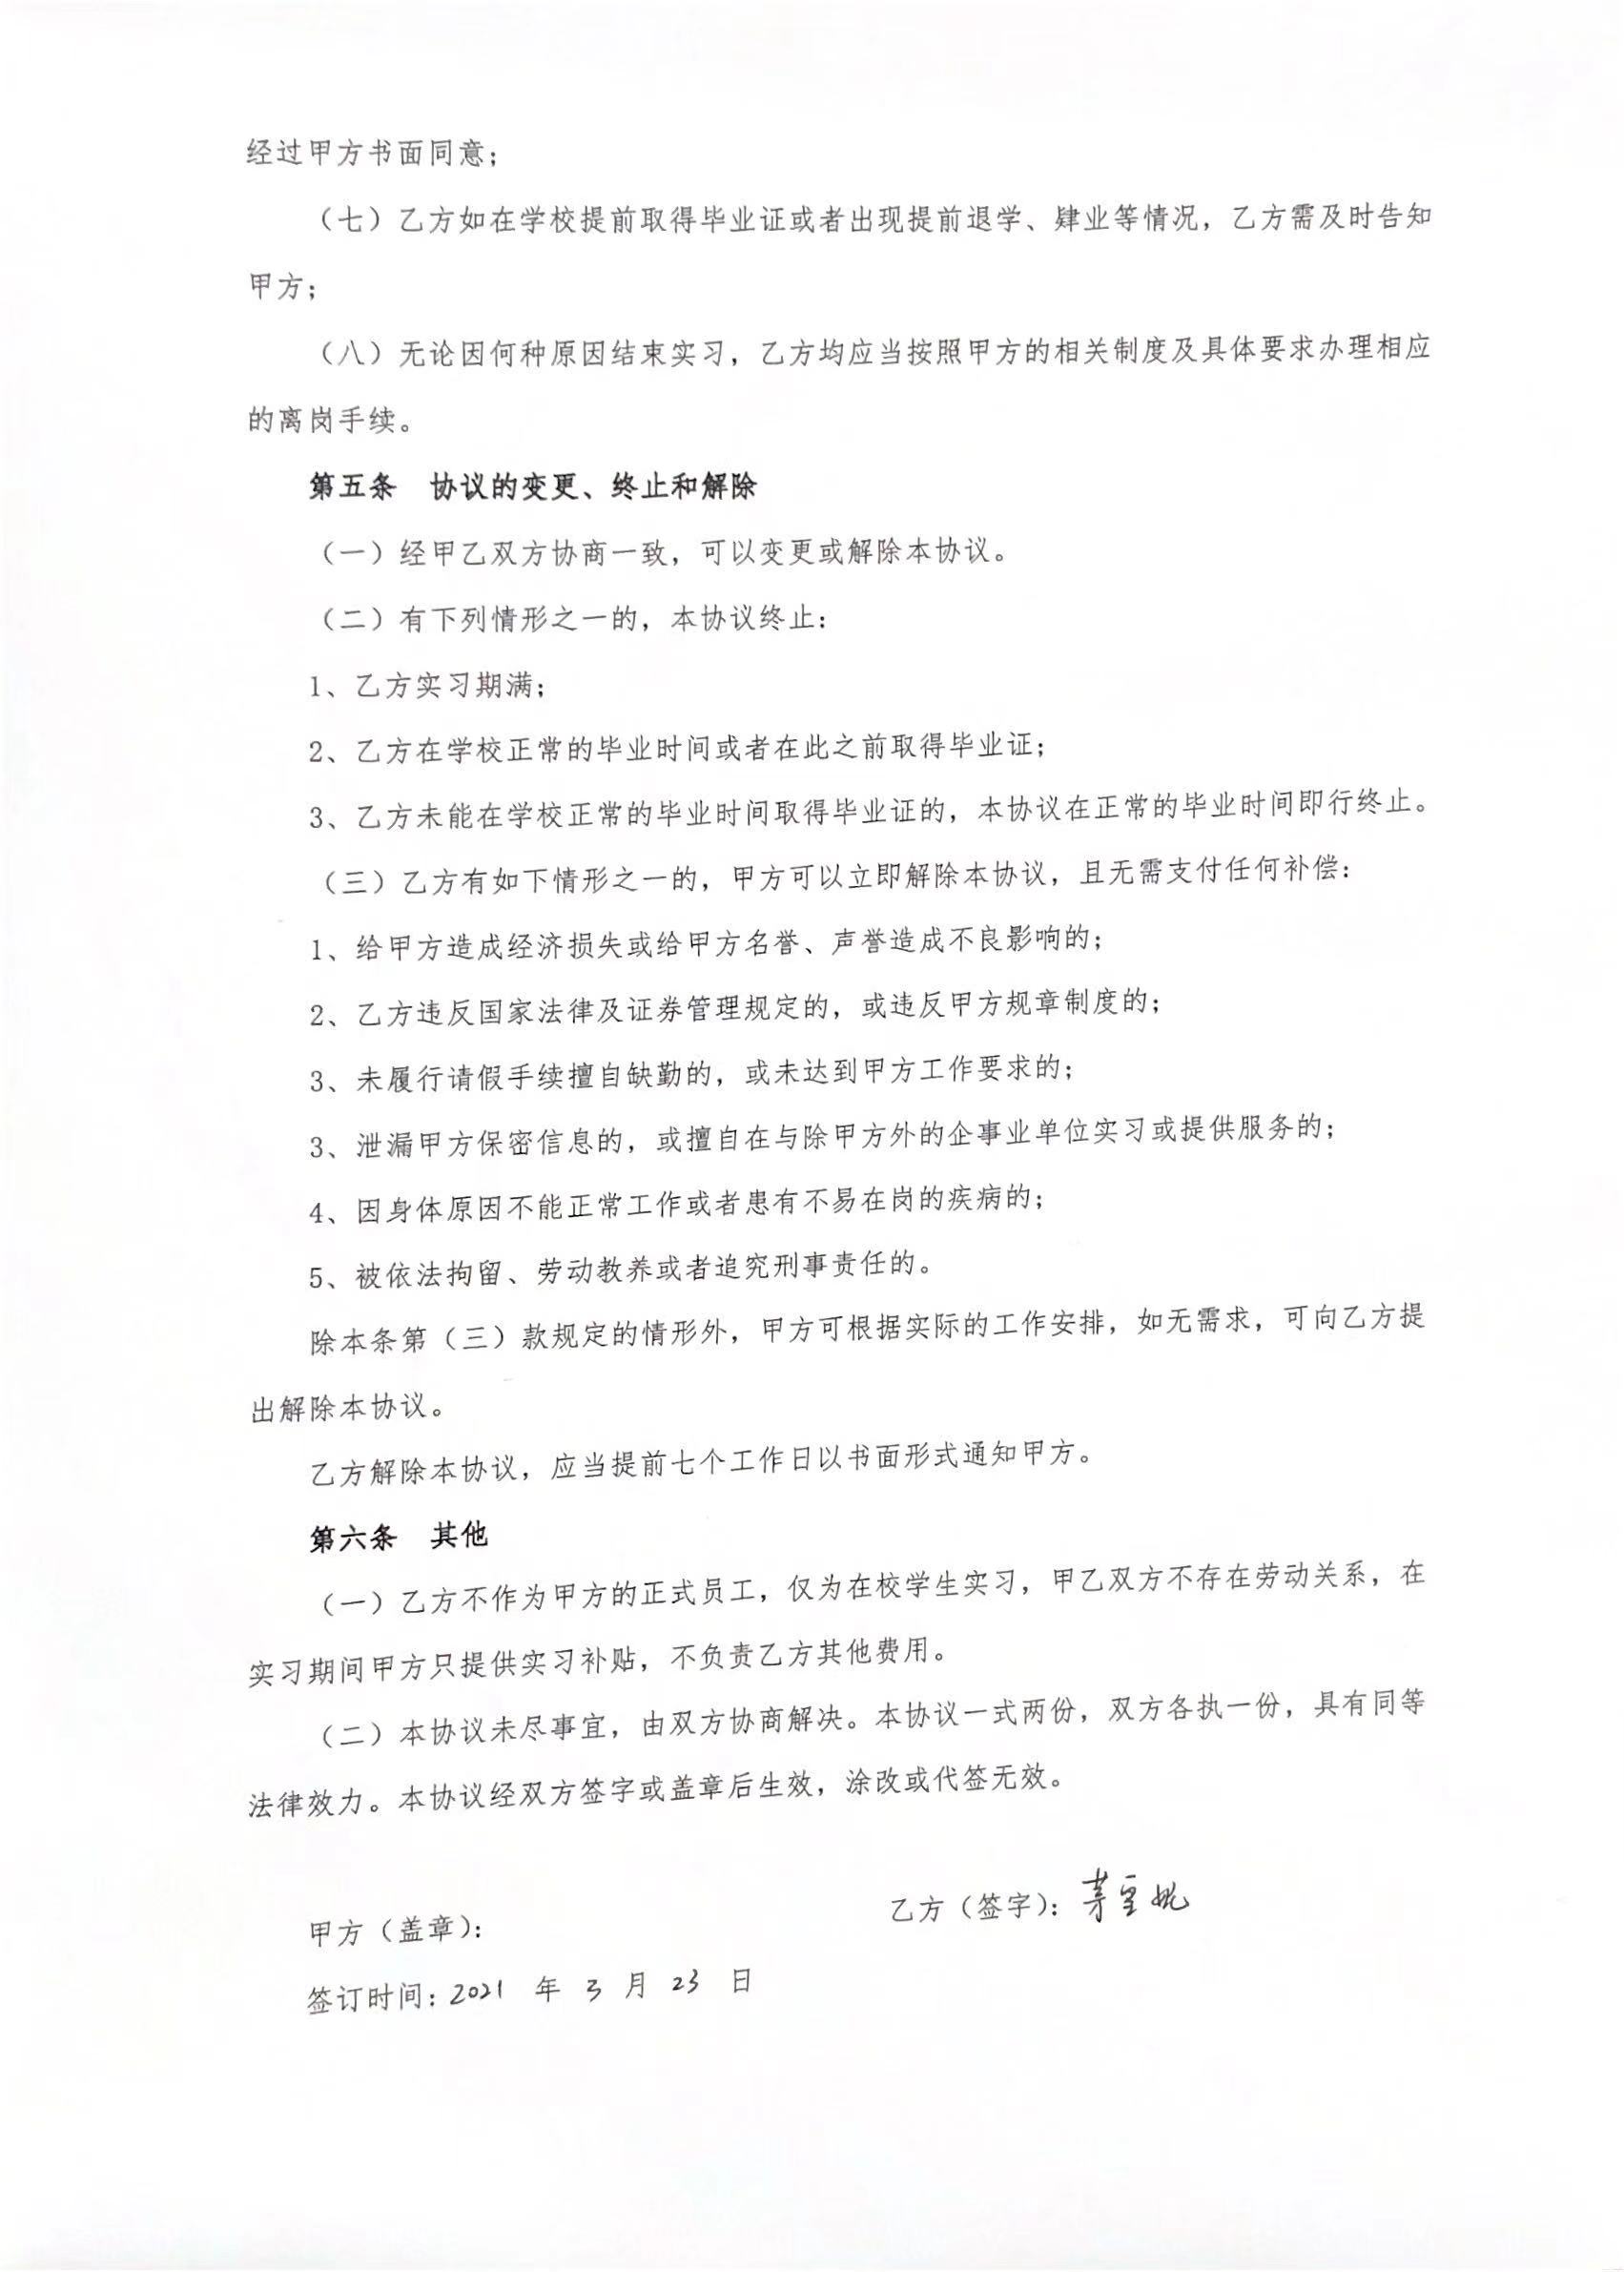 经过甲方书面同意；
（七）乙方如在学校提前取得毕业证或者出现提前退学、肄业等情况，乙方需及时告知
甲方；
（八）无论因何种原因结束实习，乙方均应当按照甲方的相关制度及具体要求办理相应
的离岗手续。
第五条　协议的变更、终止和解除
（一）经甲乙双方协商一致，可以变更或解除本协议。
（二）有下列情形之一的，本协议终止：
1、乙方实习期满；
2、乙方在学校正常的毕业时间或者在此之前取得毕业证；
3、乙方未能在学校正常的毕业时间取得毕业证的，本协议在正常的毕业时间即行终止。
（三）乙方有如下情形之一的，甲方可以立即解除本协议，且无需支付任何补偿：
1、给甲方造成经济损失或给甲方名誉、声誉造成不良影响的；
2、乙方违反国家法律及证券管理规定的，或违反甲方规章制度的；
3、未履行请假手续擅自缺勤的，或未达到甲方工作要求的；
3、泄漏甲方保密信息的，或擅自在与除甲方外的企事业单位实习或提供服务的；
4、因身体原因不能正常工作或者患有不易在岗的疾病的；
5、被依法拘留、劳动教养或者追究刑事责任的。
除本条第（三）款规定的情形外，甲方可根据实际的工作安排，如无需求，可向乙方提
出解除本协议。
乙方解除本协议，应当提前七个工作日以书面形式通知甲方。
第六条　其他
（一）乙方不作为甲方的正式员工，仅为在校学生实习，甲乙双方不存在劳动关系，在
实习期间甲方只提供实习补贴，不负责乙方其他费用。
（二）本协议未尽事宜，由双方协商解决。本协议一式两份，双方各执一份，具有同等
法律效力。本协议经双方签字或盖章后生效，涂改或代签无效。
乙方（签字）：
甲方（盖章）：
签订时间：2021 年 3 月 23 日